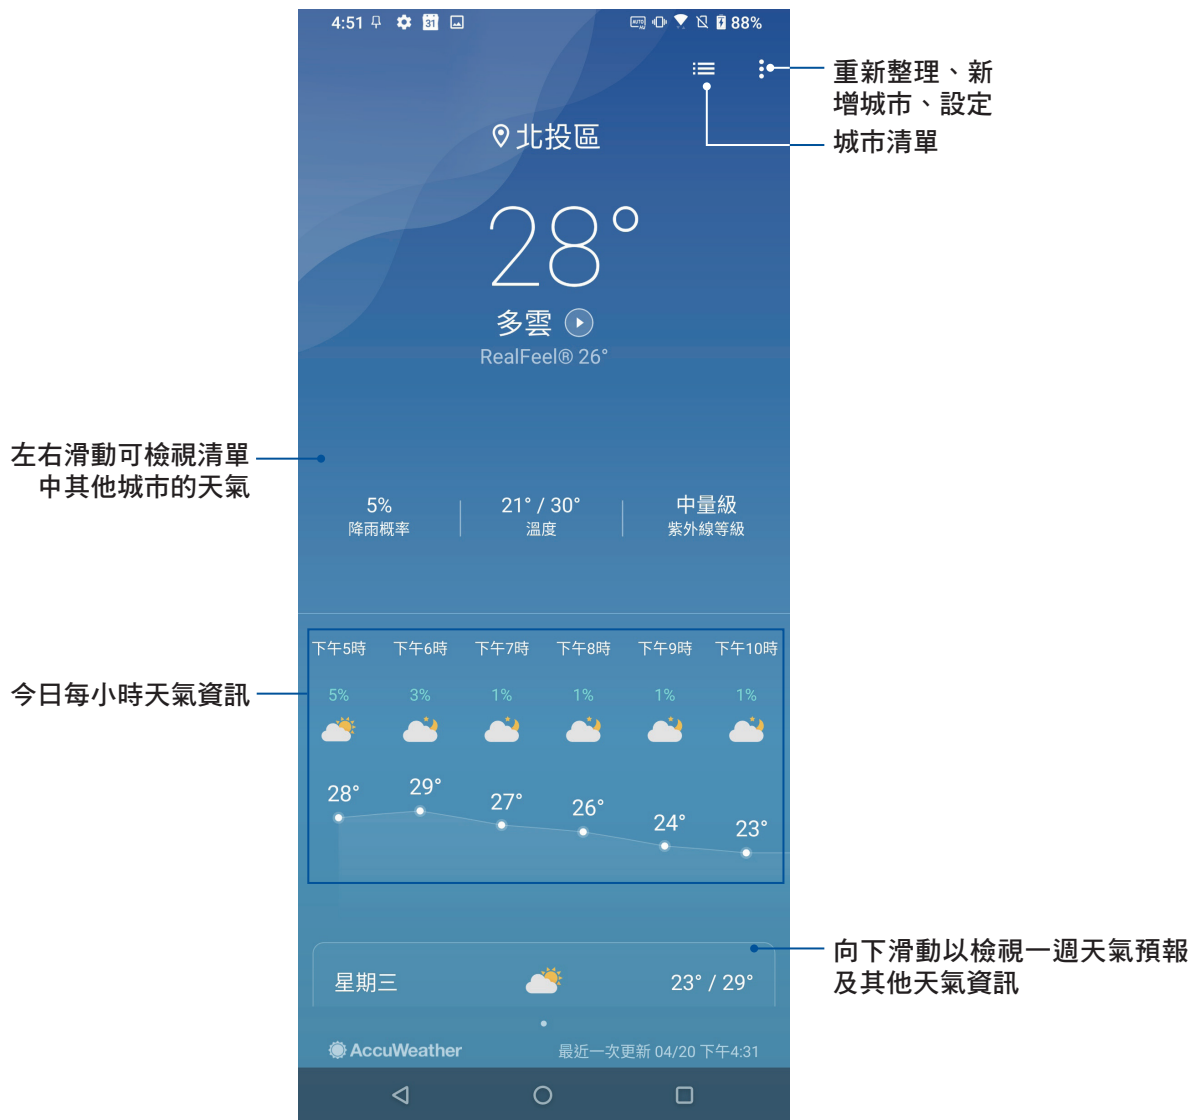 4:51
31
88%
重新整理、新
增城市、設定
城市清單
北投區
28°
多雲
RealFeel® 26°
左右滑動可檢視清單
中其他城市的天氣
5% 21° / 30° 中量級
降雨概率 溫度 紫外線等級
下午5時 下午6時 下午7時 下午8時 下午9時 下午10時
今日每小時天氣資訊
5% 3% 1% 1% 1% 1%
28° 29° 27° 26° 24° 23°
向下滑動以檢視一週天氣預報
及其他天氣資訊
星期三 23° / 29°
AccuWeather 最近一次更新 04/20 下午4:31